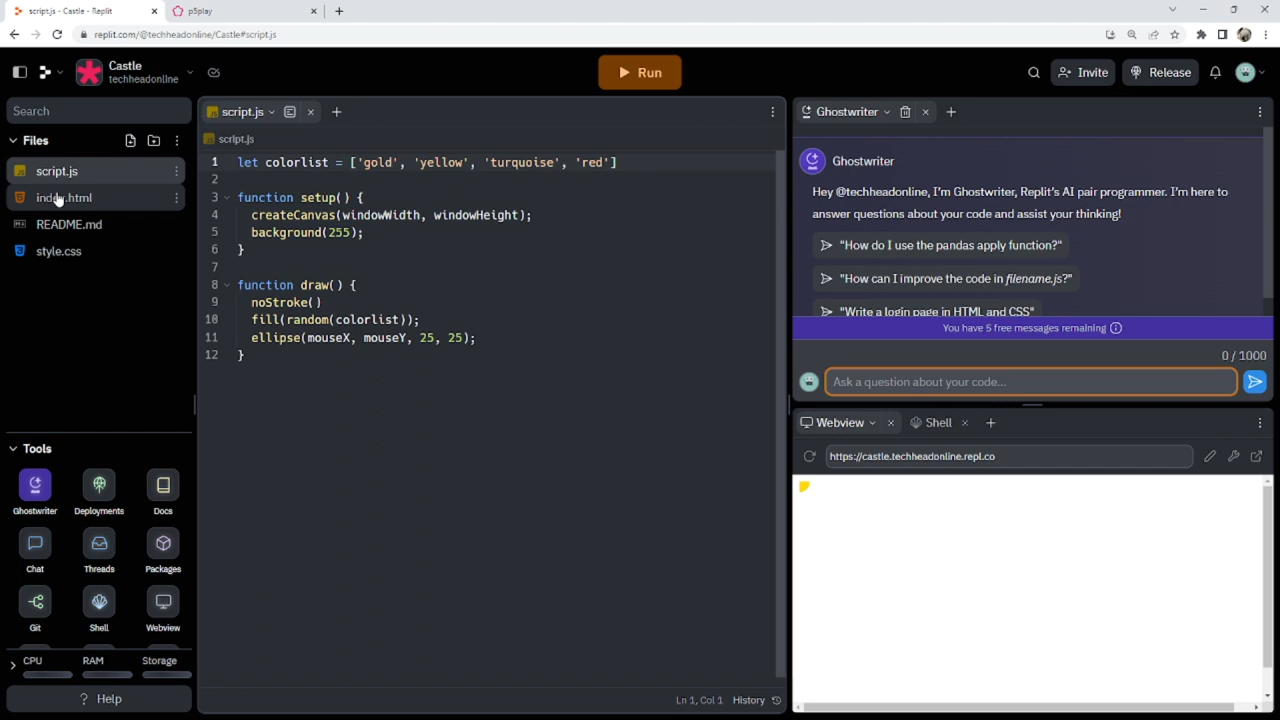 script.js - Castle - Replit
p5play
replit.com/@techheadonline/Castle#script.js
Castle
techheadonline
Run
Invite
Release
Search
Files
script.js
index.html
README.md
style.css
Tools
Ghostwriter
Deployments
Docs
Chat
Threads
Packages
Git
Shell
Webview
CPU
RAM
Storage
? Help
script.js
script.js
1 let colorlist = ['gold', 'yellow', 'turquoise', 'red']
2
3 function setup() {
4 createCanvas(windowWidth, windowHeight);
5 background(255);
6 }
7
8 function draw() {
9 noStroke()
10 fill(random(colorlist));
11 ellipse(mouseX, mouseY, 25, 25);
12 }
Ln 1, Col 1
History
Ghostwriter
Ghostwriter
Hey @techheadonline, I'm Ghostwriter, Replit's AI pair programmer. I'm here to
answer questions about your code and assist your thinking!
"How do I use the pandas apply function?"
"How can I improve the code in filename.js?"
"Write a login page in HTML and CSS"
You have 5 free messages remaining
0 / 1000
Ask a question about your code...
Webview
Shell
https://castle.techheadonline.repl.co